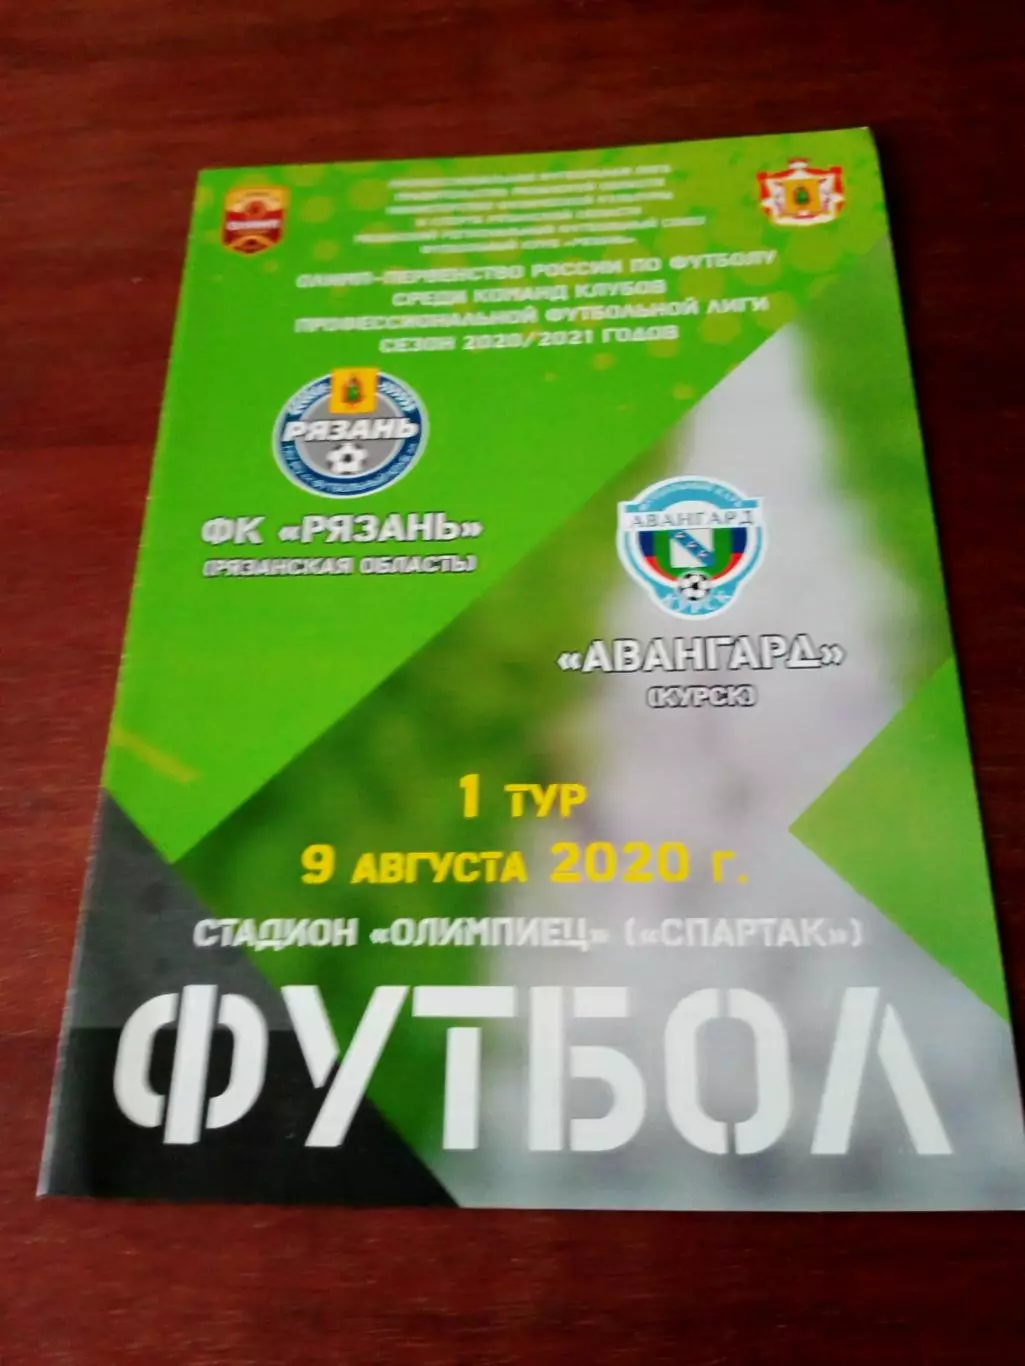 ОЛИМП-ПЕРВЕНСТВО РОССИИ ПО ФУТБОЛУ
СРЕДИ КОМАНД КЛУБОВ
ПРОФЕССИОНАЛЬНОЙ ФУТБОЛЬНОЙ ЛИГИ
СЕЗОН 2020/2021 ГОДОВ
РЯЗАНЬ
ФК «РЯЗАНЬ»
(РЯЗАНСКАЯ ОБЛАСТЬ)
АВАНГАРД
КУРСК
«АВАНГАРД»
(КУРСК)
1 ТУР
9 АВГУСТА 2020 Г.
СТАДИОН «ОЛИМПИЕЦ» («СПАРТАК»)
ФУТБОЛ